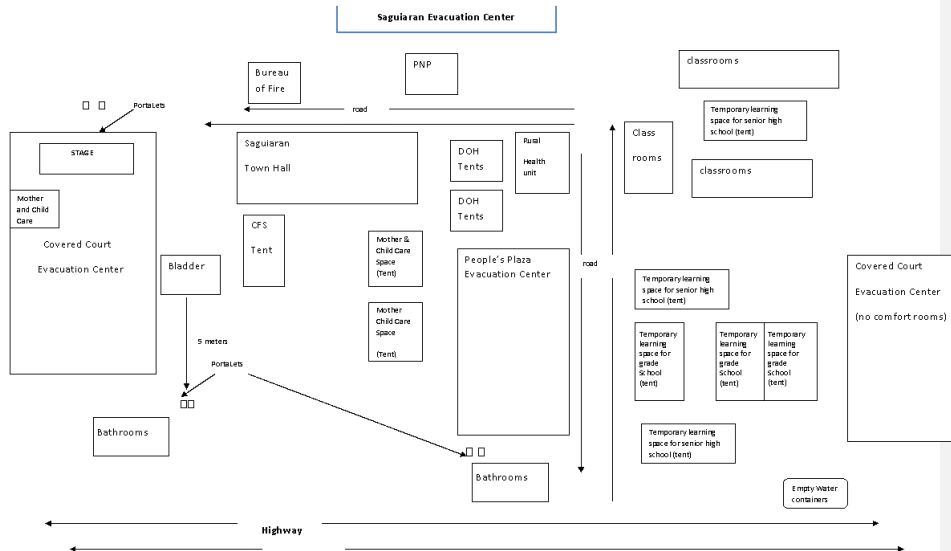 Saguiaran Evacuation Center
PNP
Bureau
of Fire
classrooms
PortaLets
road
Temporary learning
space for senior high
school (tent)
STAGE
Saguiaran
Town Hall
DOH
Tents
Rural
Health
unit
Class
rooms
classrooms
Mother
and Child
Care
DOH
Tents
CFS
Tent
Covered Court
Evacuation Center
Mother &
Child Care
Space
(Tent)
People's Plaza
Evacuation Center
road
Bladder
Temporary learning
space for senior high
school (tent)
Covered Court
Evacuation Center
(no comfort rooms)
Mother
Child Care
Space
(Tent)
5 meters
Temporary
learning
space for
grade
School
(tent)
Temporary
learning
space for
grade
School
(tent)
Temporary
learning
space for
grade
School
(tent)
PortaLets
Bathrooms
Temporary learning
space for senior high
school (tent)
Bathrooms
Empty Water
containers
Highway